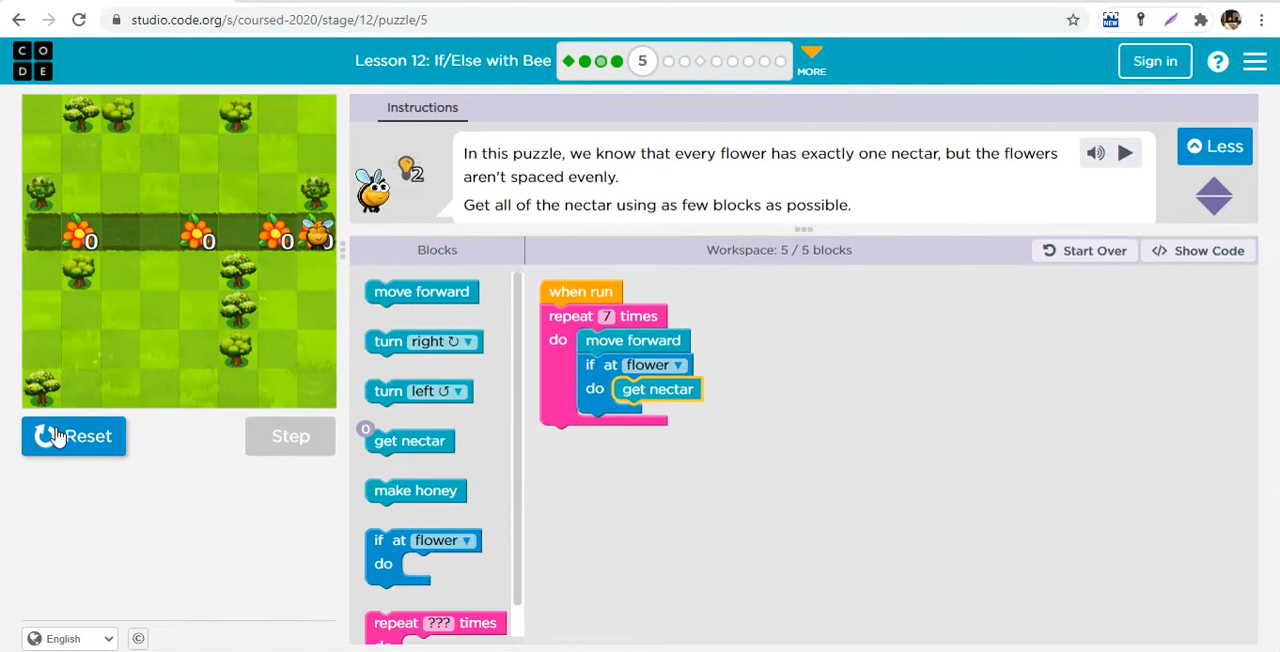 studio.code.org/s/coursed-2020/stage/12/puzzle/5
NEW
C O
D E
Lesson 12: If/Else with Bee
5
MORE
Sign in
?
Instructions
2
In this puzzle, we know that every flower has exactly one nectar, but the flowers
aren't spaced evenly.
Get all of the nectar using as few blocks as possible.
Less
0 0 0 0
Blocks
Workspace: 5 / 5 blocks
Start Over
</> Show Code
move forward
turn right ↻ ▼
turn left ↺ ▼
0
get nectar
make honey
if at flower ▼
do
repeat ??? times
do
when run
repeat 7 times
do move forward
if at flower ▼
do get nectar
Reset
Step
English
©